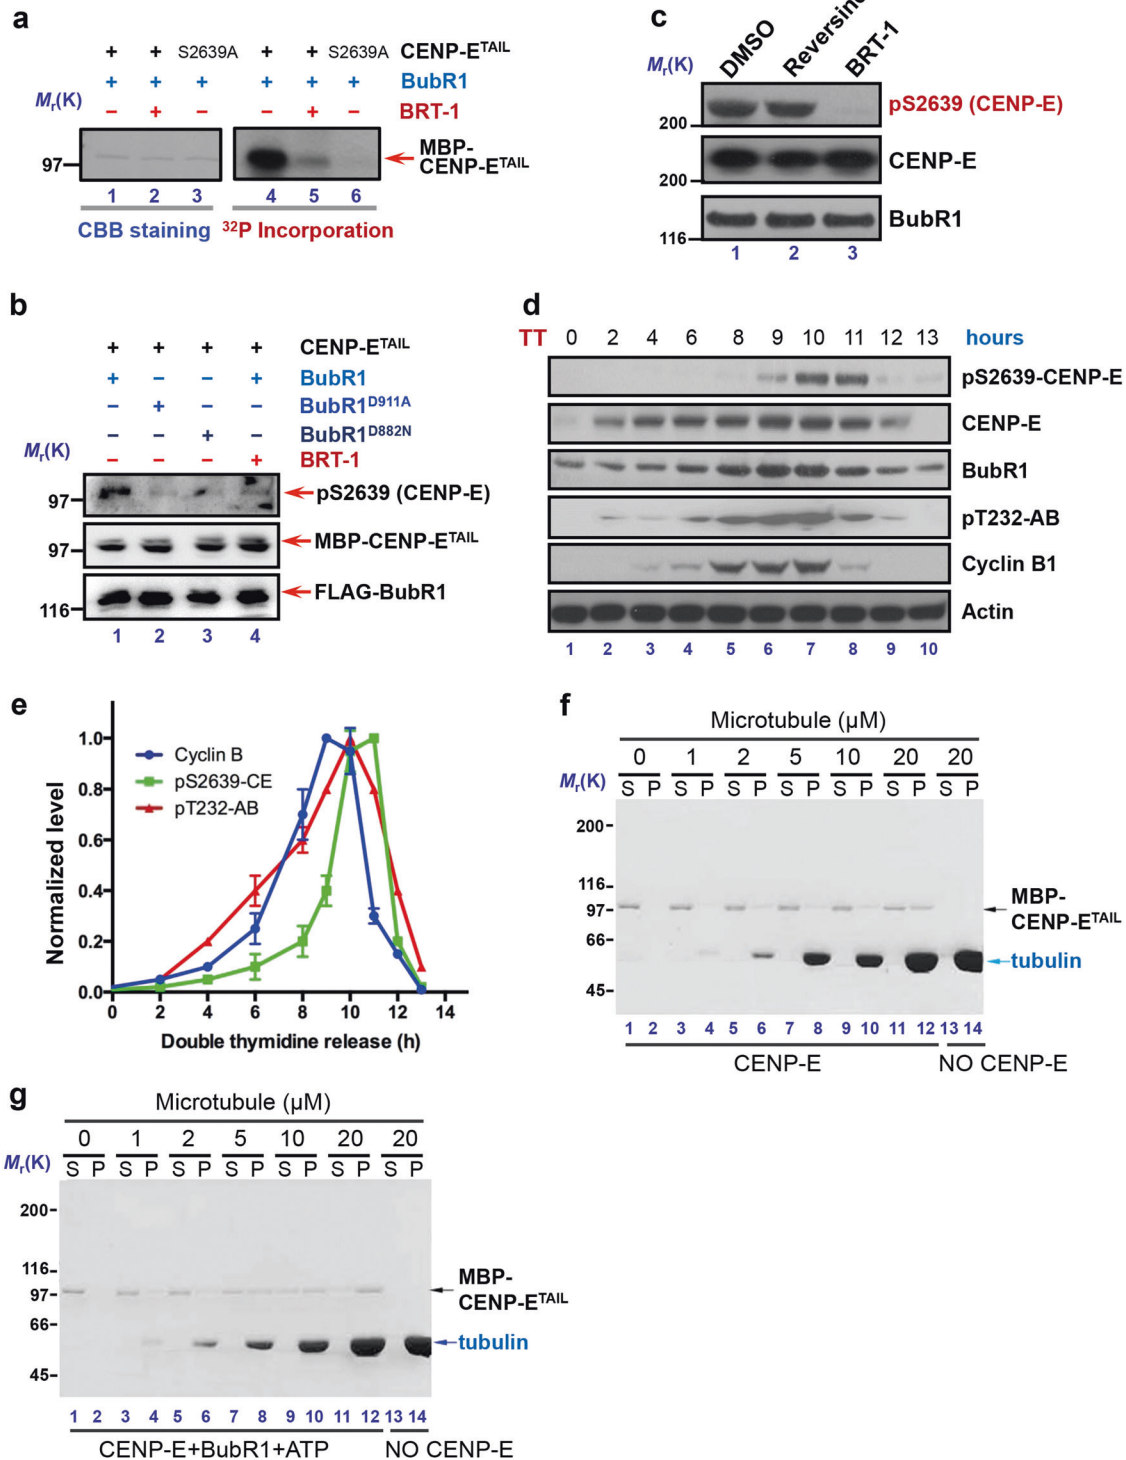 a
+ + S2639A + + S2639A CENP-E^TAIL
+ + + + + + BubR1
Mr(K) – + – – + – BRT-1
97 MBP-
CENP-E^TAIL
1 2 3 4 5 6
CBB staining ³²P Incorporation
c
Mr(K) DMSO Reversine BRT-1
pS2639 (CENP-E)
200
CENP-E
200
BubR1
116
1 2 3
b
+ + + + CENP-E^TAIL
+ – – + BubR1
– + – – BubR1^D911A
– – + – BubR1^D882N
Mr(K) – – – + BRT-1
97 pS2639 (CENP-E)
97 MBP-CENP-E^TAIL
FLAG-BubR1
116
1 2 3 4
d
TT 0 2 4 6 8 9 10 11 12 13 hours
pS2639-CENP-E
CENP-E
BubR1
pT232-AB
Cyclin B1
Actin
1 2 3 4 5 6 7 8 9 10
e
Normalized level
1.0
0.8
0.6
0.4
0.2
0.0
Cyclin B
pS2639-CE
pT232-AB
0 2 4 6 8 10 12 14
Double thymidine release (h)
f
Microtubule (µM)
0 1 2 5 10 20 20
Mr(K) S P S P S P S P S P S P S P
200
116
97
66
45
MBP-
CENP-E^TAIL
tubulin
1 2 3 4 5 6 7 8 9 10 11 12 13 14
CENP-E NO CENP-E
g
Microtubule (µM)
0 1 2 5 10 20 20
Mr(K) S P S P S P S P S P S P S P
200
116
97
66
45
MBP-
CENP-E^TAIL
tubulin
1 2 3 4 5 6 7 8 9 10 11 12 13 14
CENP-E+BubR1+ATP NO CENP-E